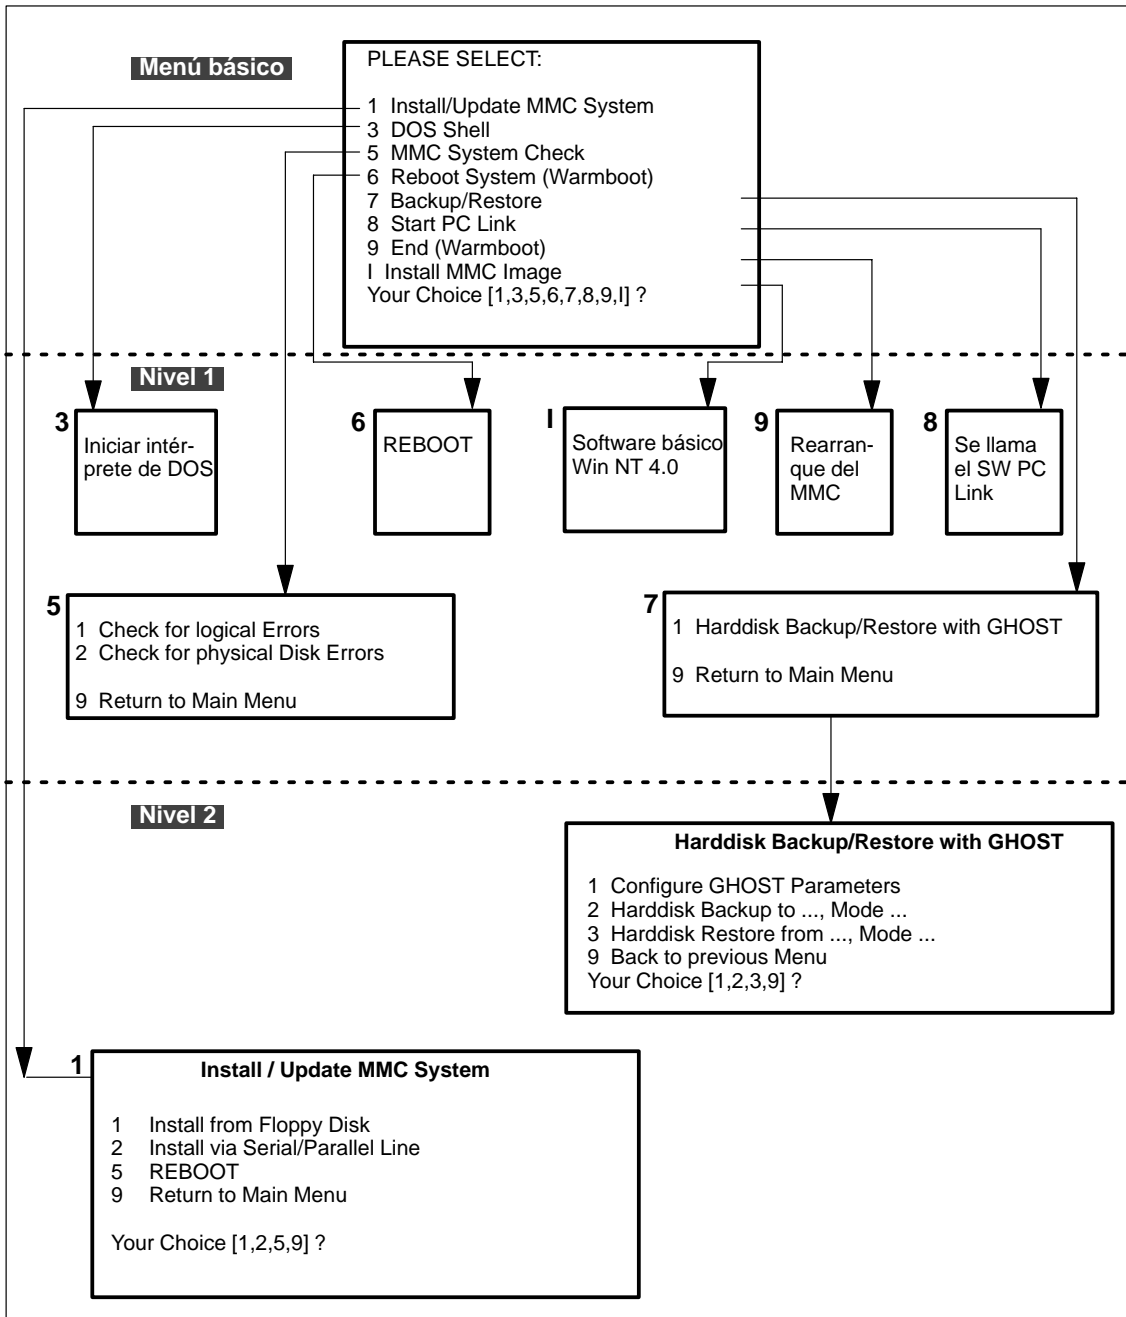 Menú básico
PLEASE SELECT:
1 Install/Update MMC System
3 DOS Shell
5 MMC System Check
6 Reboot System (Warmboot)
7 Backup/Restore
8 Start PC Link
9 End (Warmboot)
I Install MMC Image
Your Choice [1,3,5,6,7,8,9,I] ?
Nivel 1
3
Iniciar intér-
prete de DOS
6
REBOOT
I
Software básico
Win NT 4.0
9
Rearran-
que del
MMC
8
Se llama
el SW PC
Link
5
1 Check for logical Errors
2 Check for physical Disk Errors
9 Return to Main Menu
7
1 Harddisk Backup/Restore with GHOST
9 Return to Main Menu
Nivel 2
Harddisk Backup/Restore with GHOST
1 Configure GHOST Parameters
2 Harddisk Backup to ..., Mode ...
3 Harddisk Restore from ..., Mode ...
9 Back to previous Menu
Your Choice [1,2,3,9] ?
1
Install / Update MMC System
1 Install from Floppy Disk
2 Install via Serial/Parallel Line
5 REBOOT
9 Return to Main Menu
Your Choice [1,2,5,9] ?